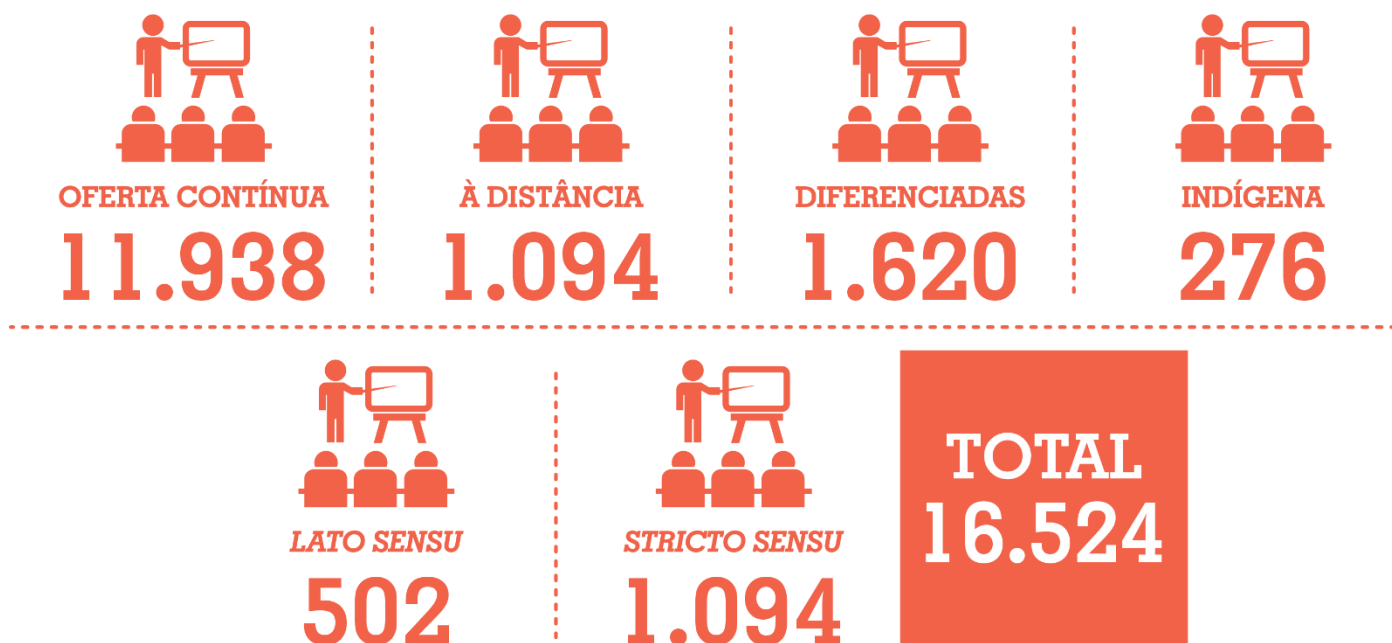 OFERTA CONTÍNUA
11.938
À DISTÂNCIA
1.094
DIFERENCIADAS
1.620
INDÍGENA
276
LATO SENSU
502
STRICTO SENSU
1.094
TOTAL
16.524